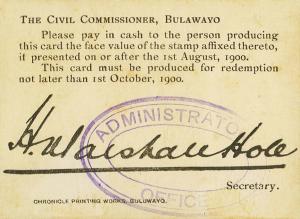 THE CIVIL COMMISSIONER, BULAWAYO
Please pay in cash to the person producing
this card the face value of the stamp affixed thereto,
if presented on or after the 1st August, 1900.
This card must be produced for redemption
not later than 1st October, 1900.
ADMINISTRATO
H. Marshall Hole
OFFICE
Secretary.
CHRONICLE PRINTING WORKS, BULUWAYO.